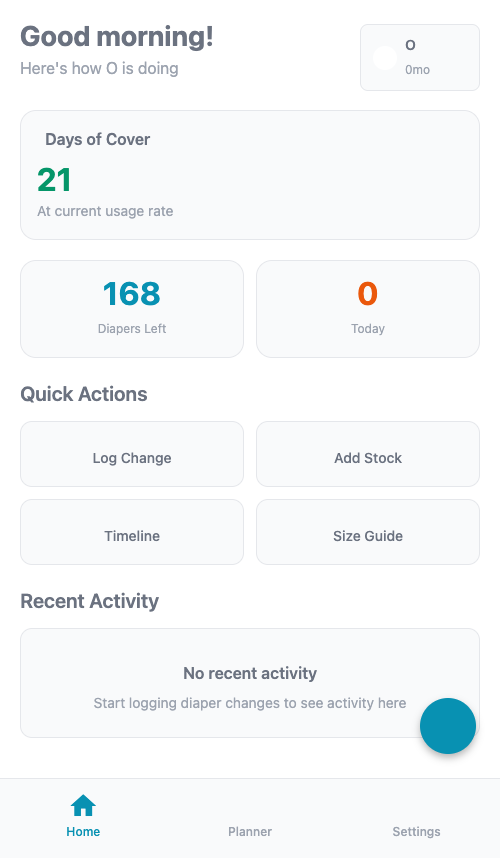 Good morning!
Here's how O is doing
O
0mo
Days of Cover
21
At current usage rate
168
Diapers Left
0
Today
Quick Actions
Log Change
Add Stock
Timeline
Size Guide
Recent Activity
No recent activity
Start logging diaper changes to see activity here
Home
Planner
Settings